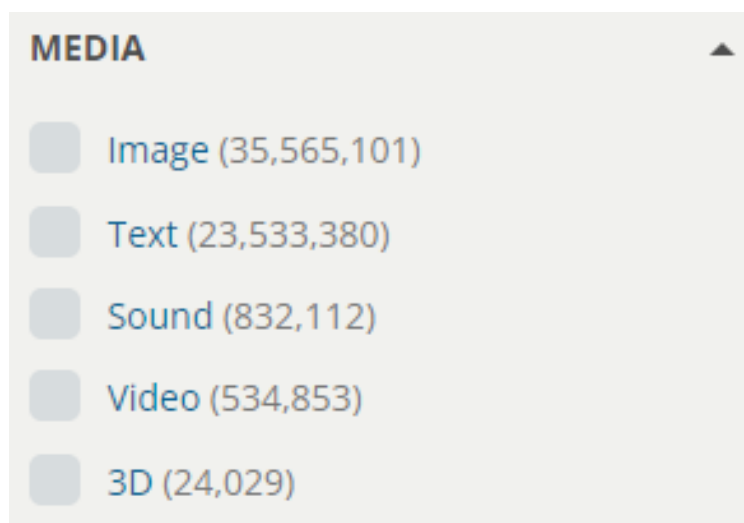 MEDIA
Image (35,565,101)
Text (23,533,380)
Sound (832,112)
Video (534,853)
3D (24,029)